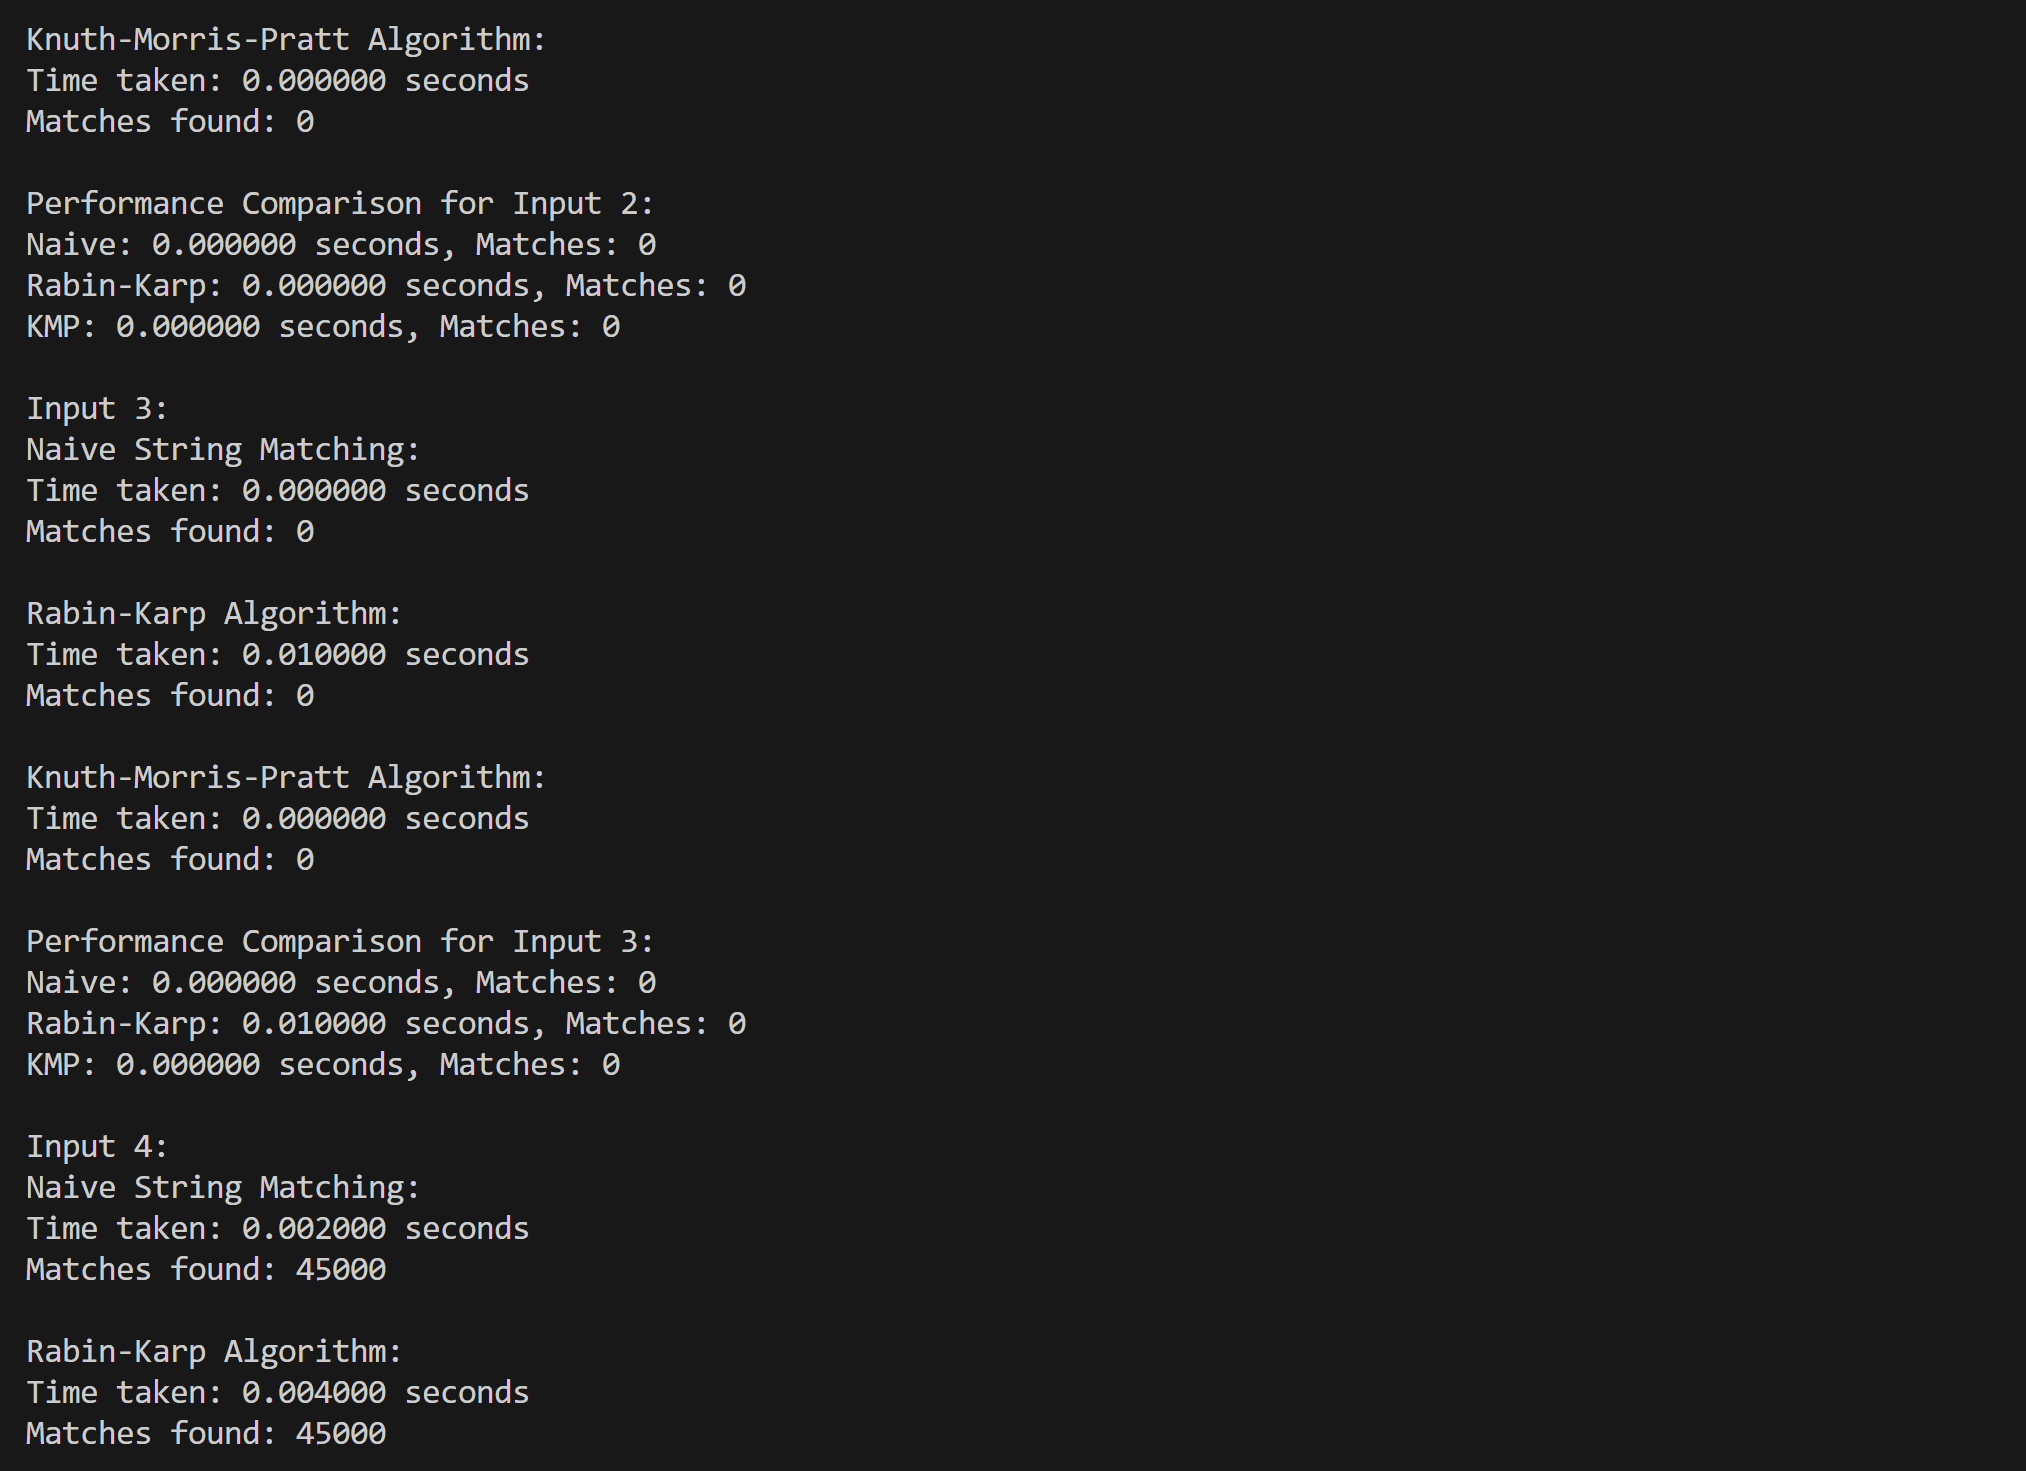 Knuth-Morris-Pratt Algorithm:
Time taken: 0.000000 seconds
Matches found: 0

Performance Comparison for Input 2:
Naive: 0.000000 seconds, Matches: 0
Rabin-Karp: 0.000000 seconds, Matches: 0
KMP: 0.000000 seconds, Matches: 0

Input 3:
Naive String Matching:
Time taken: 0.000000 seconds
Matches found: 0

Rabin-Karp Algorithm:
Time taken: 0.010000 seconds
Matches found: 0

Knuth-Morris-Pratt Algorithm:
Time taken: 0.000000 seconds
Matches found: 0

Performance Comparison for Input 3:
Naive: 0.000000 seconds, Matches: 0
Rabin-Karp: 0.010000 seconds, Matches: 0
KMP: 0.000000 seconds, Matches: 0

Input 4:
Naive String Matching:
Time taken: 0.002000 seconds
Matches found: 45000

Rabin-Karp Algorithm:
Time taken: 0.004000 seconds
Matches found: 45000